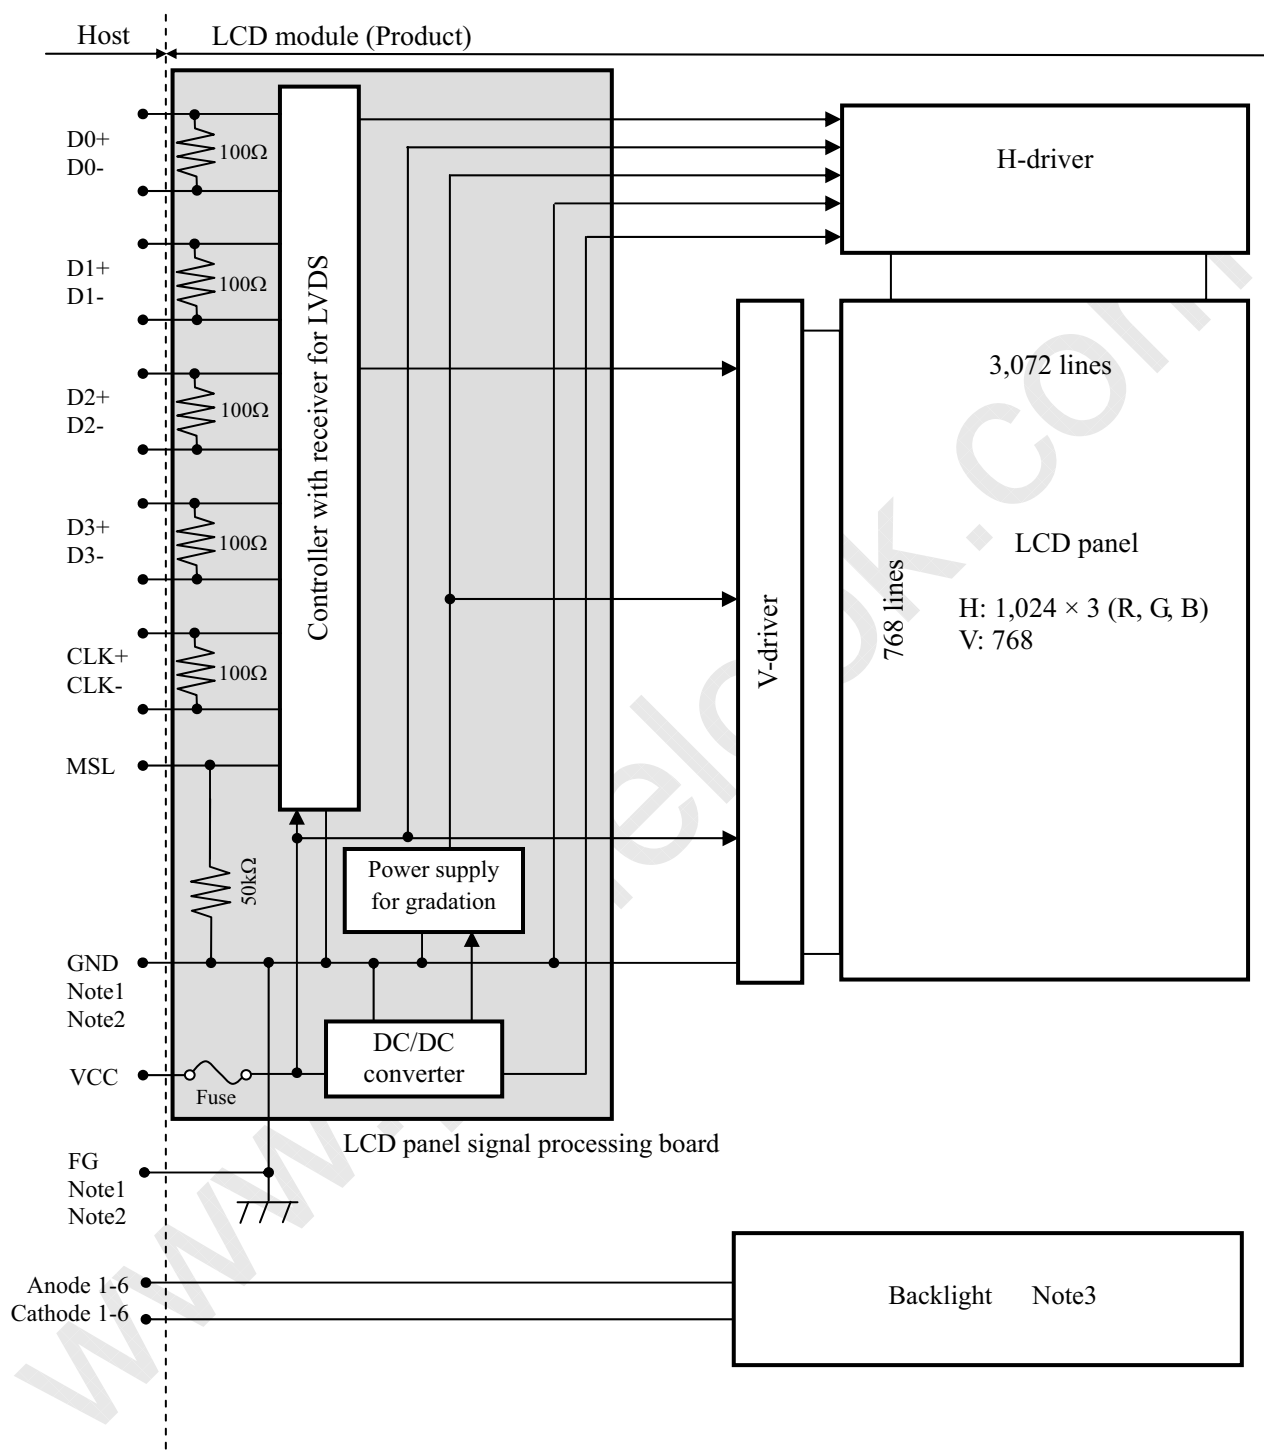 Host
LCD module (Product)
D0+
D0-
100Ω
H-driver
D1+
D1-
100Ω
D2+
D2-
100Ω
D3+
D3-
100Ω
CLK+
CLK-
100Ω
Controller with receiver for LVDS
3,072 lines
768 lines
LCD panel
H: 1,024 × 3 (R, G, B)
V: 768
V-driver
MSL
50kΩ
Power supply
for gradation
GND
Note1
Note2
DC/DC
converter
VCC
Fuse
LCD panel signal processing board
FG
Note1
Note2
Anode 1-6
Cathode 1-6
Backlight Note3